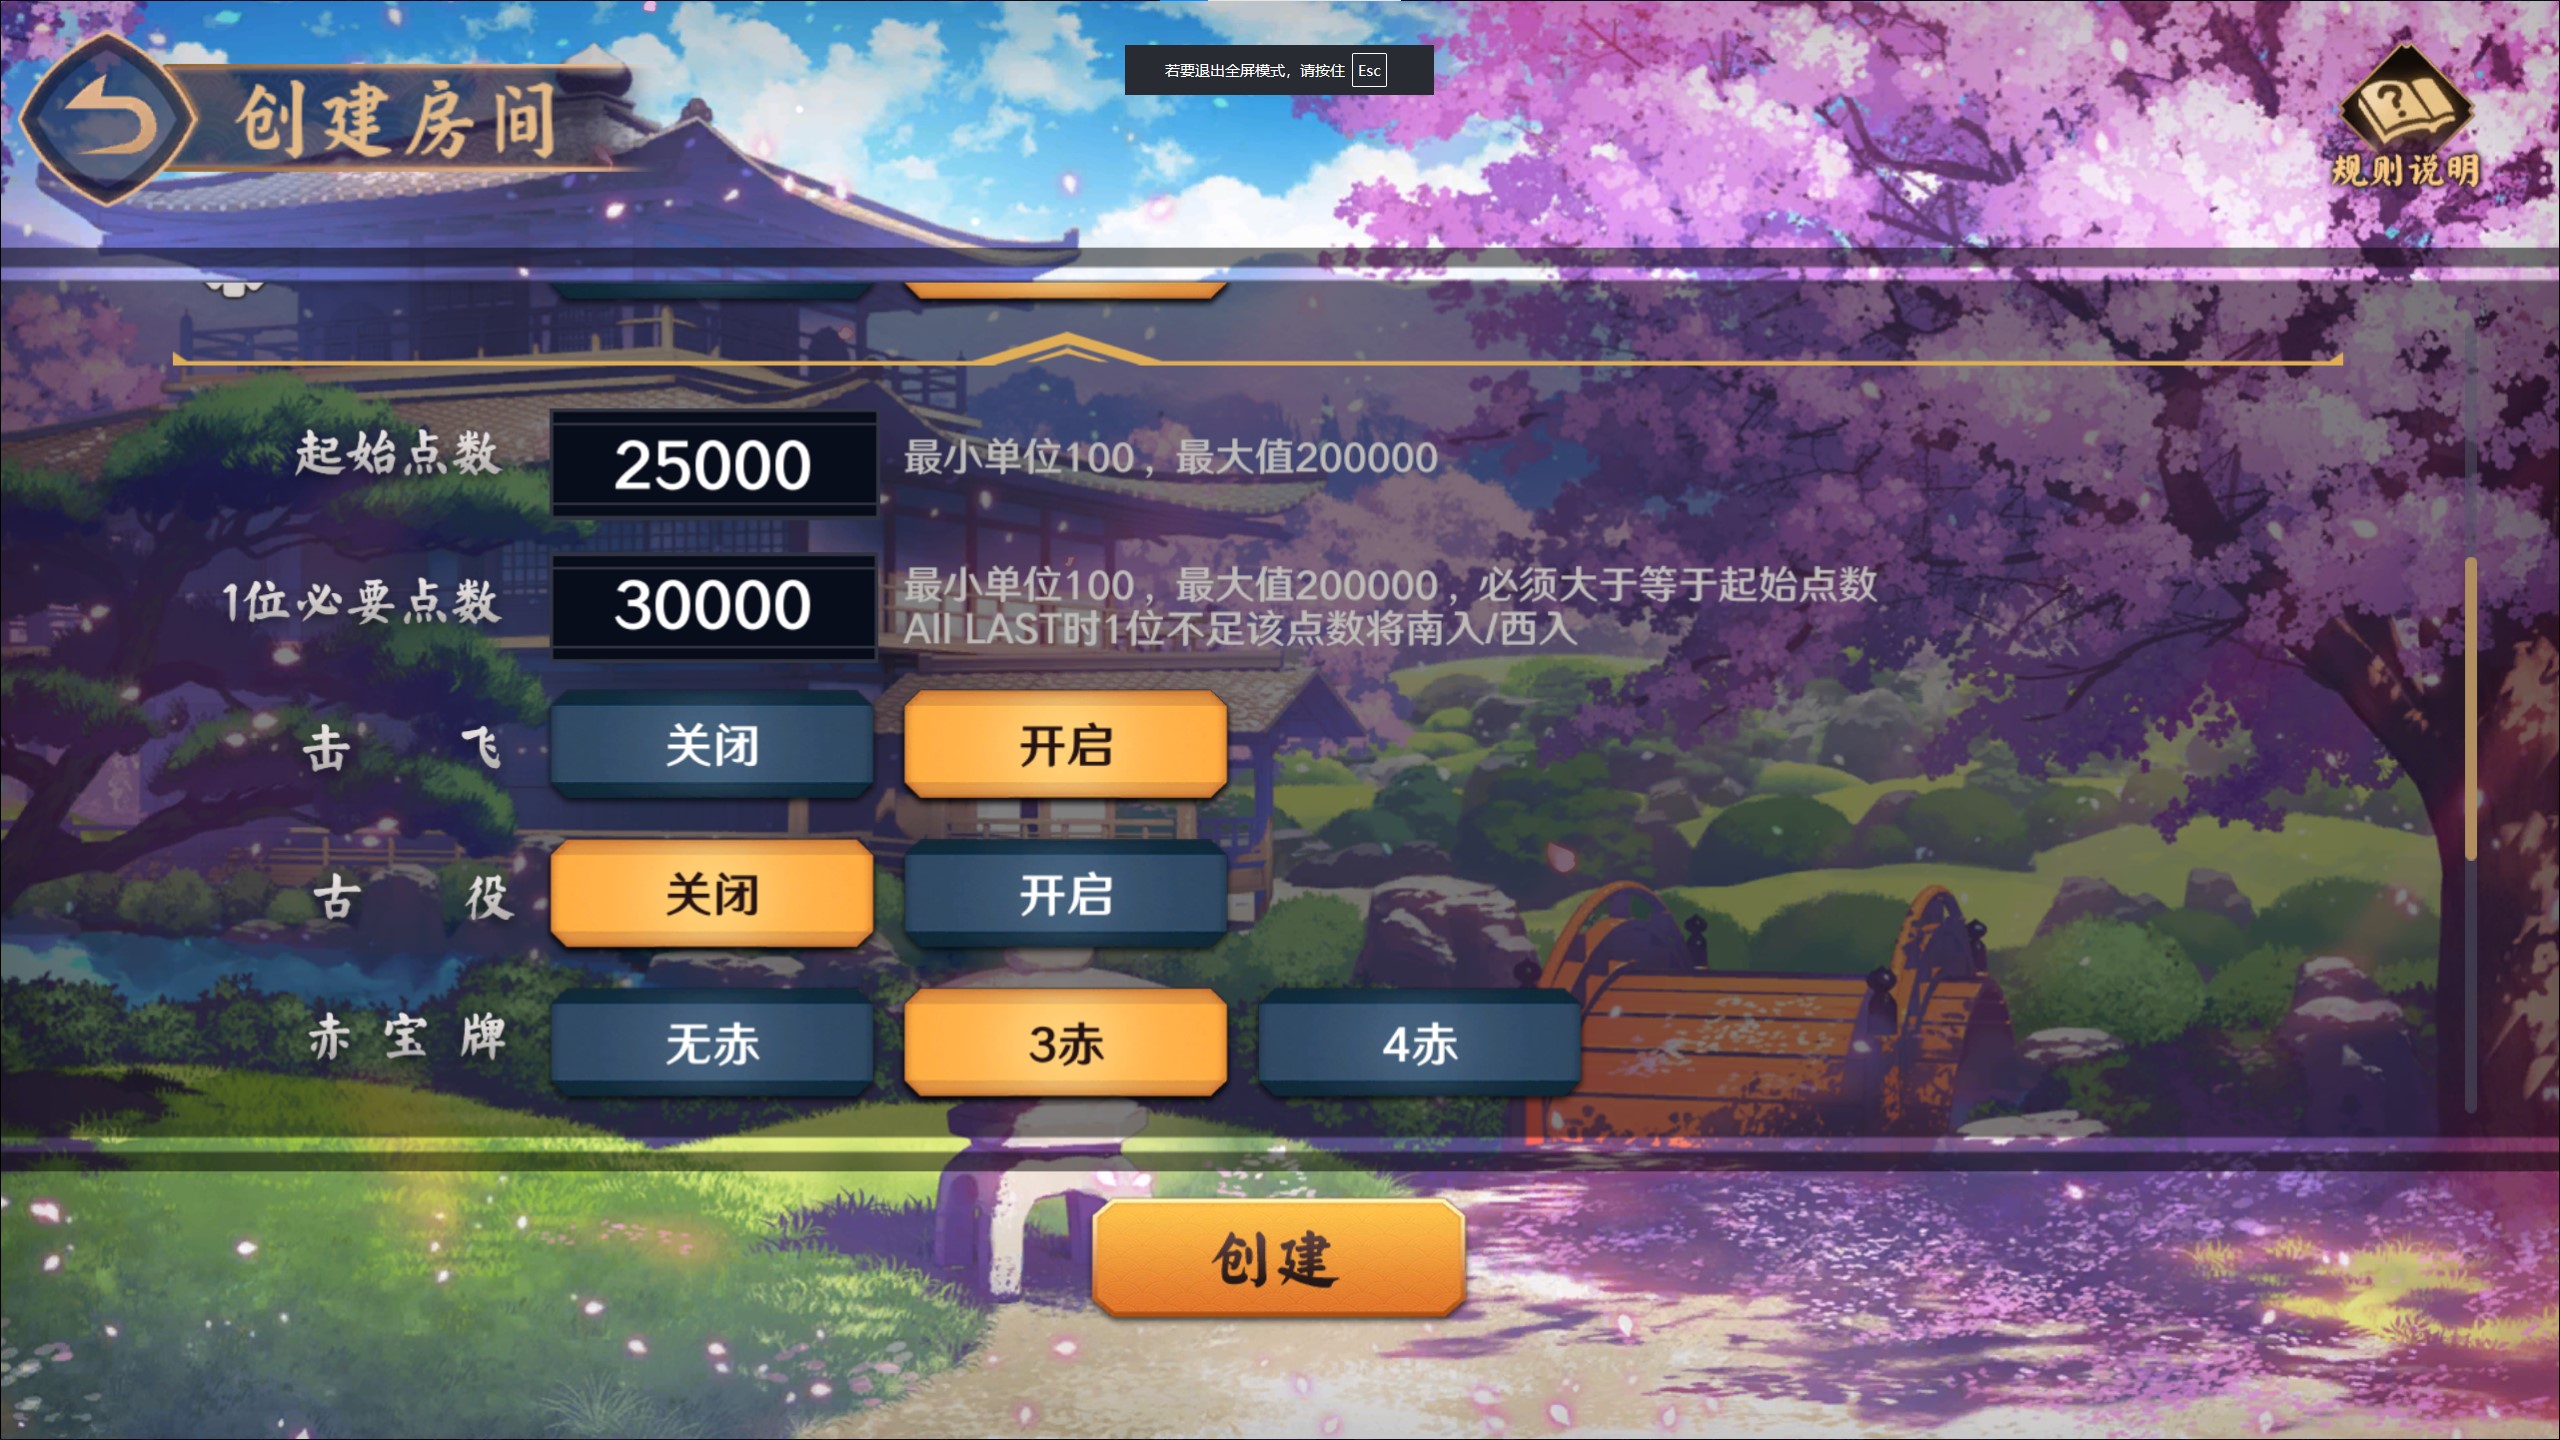 若要退出全屏模式，请按住 Esc
创建房间
规则说明
起始点数 25000 最小单位100，最大值200000
1位必要点数 30000 最小单位100，最大值200000，必须大于等于起始点数
All LAST时1位不足该点数将南入/西入
击飞 关闭 开启
古役 关闭 开启
赤宝牌 无赤 3赤 4赤
创建